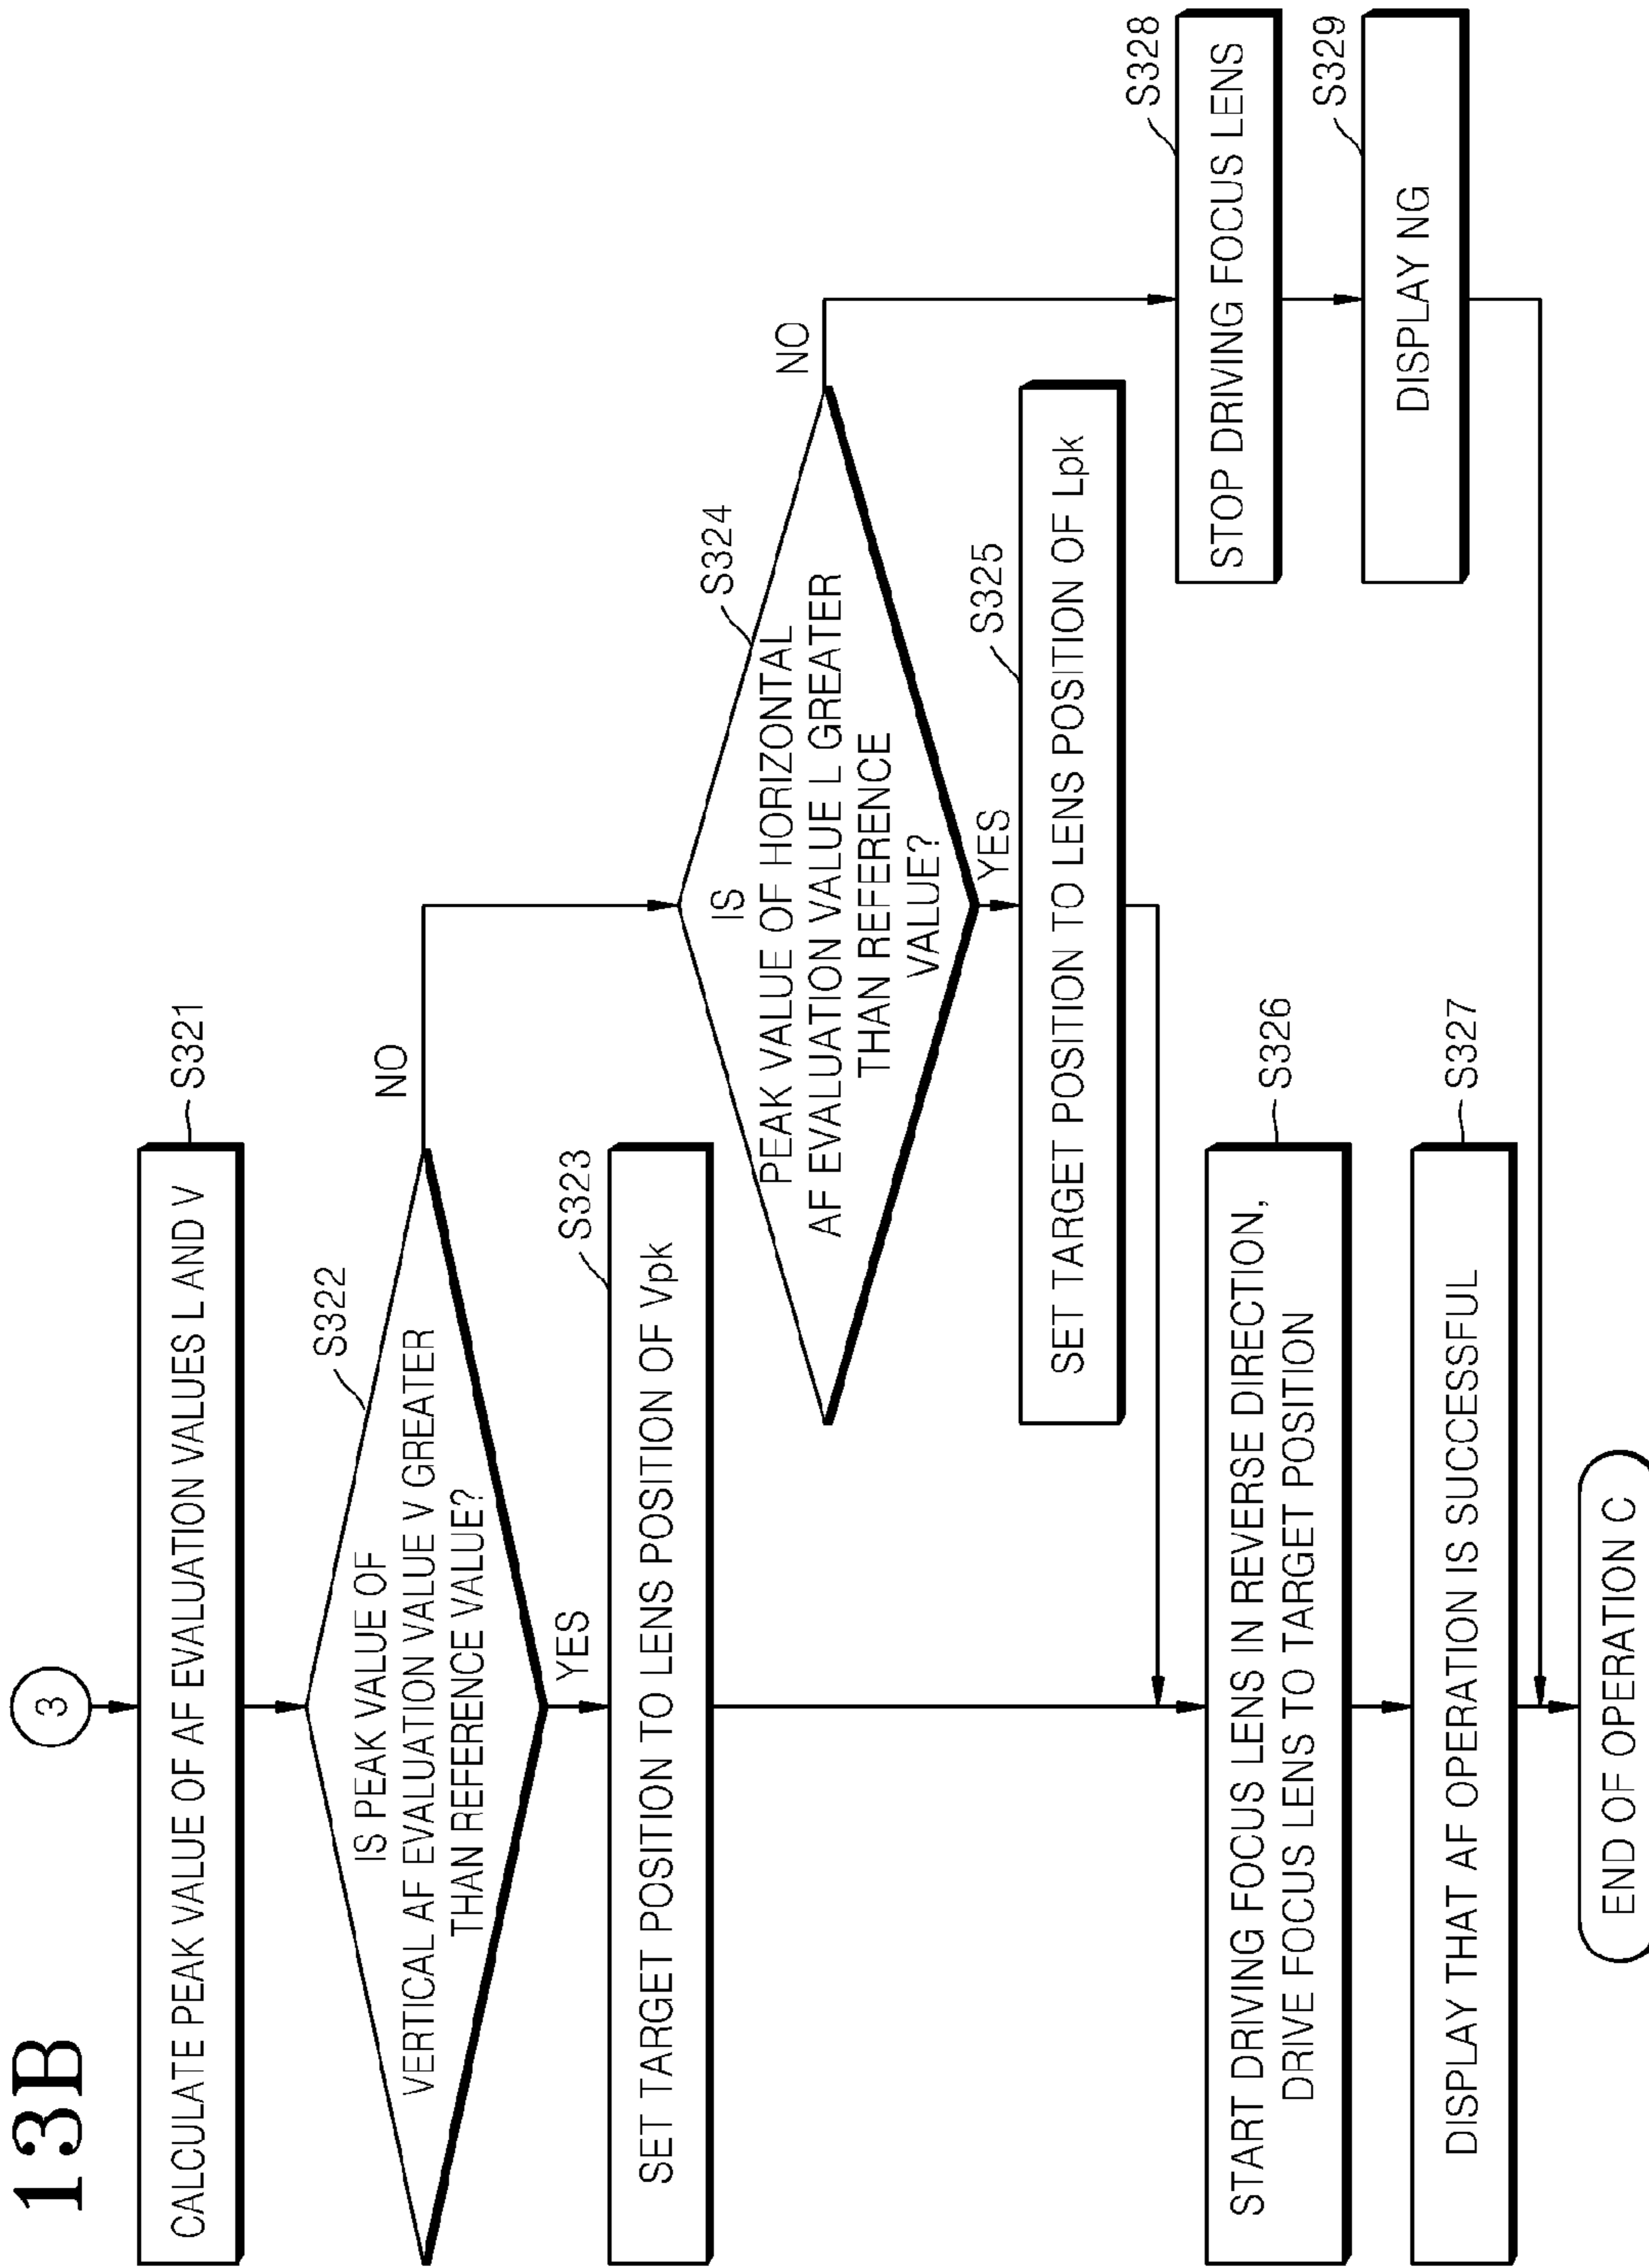 13B
3
CALCULATE PEAK VALUE OF AF EVALUATION VALUES L AND V
S321
IS PEAK VALUE OF
VERTICAL AF EVALUATION VALUE V GREATER
THAN REFERENCE VALUE?
S322
NO
YES
SET TARGET POSITION TO LENS POSITION OF Vpk
S323
IS
PEAK VALUE OF HORIZONTAL
AF EVALUATION VALUE L GREATER
THAN REFERENCE
VALUE?
S324
NO
YES
SET TARGET POSITION TO LENS POSITION OF Lpk
S325
START DRIVING FOCUS LENS IN REVERSE DIRECTION,
DRIVE FOCUS LENS TO TARGET POSITION
S326
DISPLAY THAT AF OPERATION IS SUCCESSFUL
S327
STOP DRIVING FOCUS LENS
S328
DISPLAY NG
S329
END OF OPERATION C